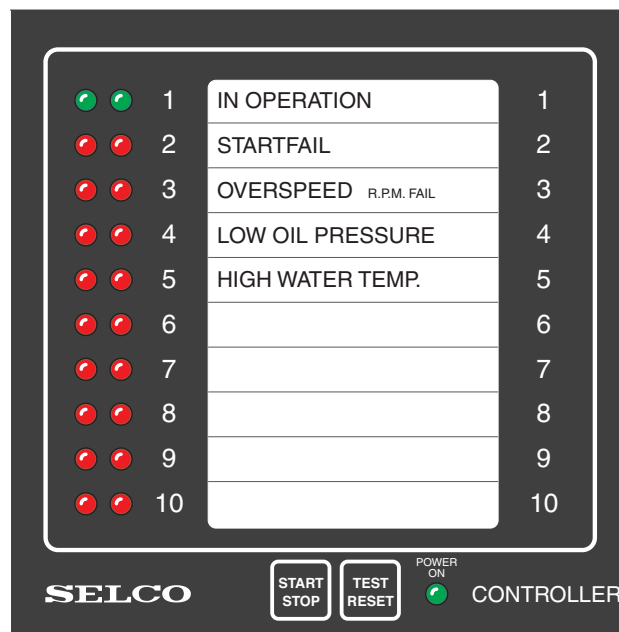 1 IN OPERATION 1
2 STARTFAIL 2
3 OVERSPEED R.P.M. FAIL 3
4 LOW OIL PRESSURE 4
5 HIGH WATER TEMP. 5
6 6
7 7
8 8
9 9
10 10
POWER
ON
SELCO START STOP TEST RESET CONTROLLER